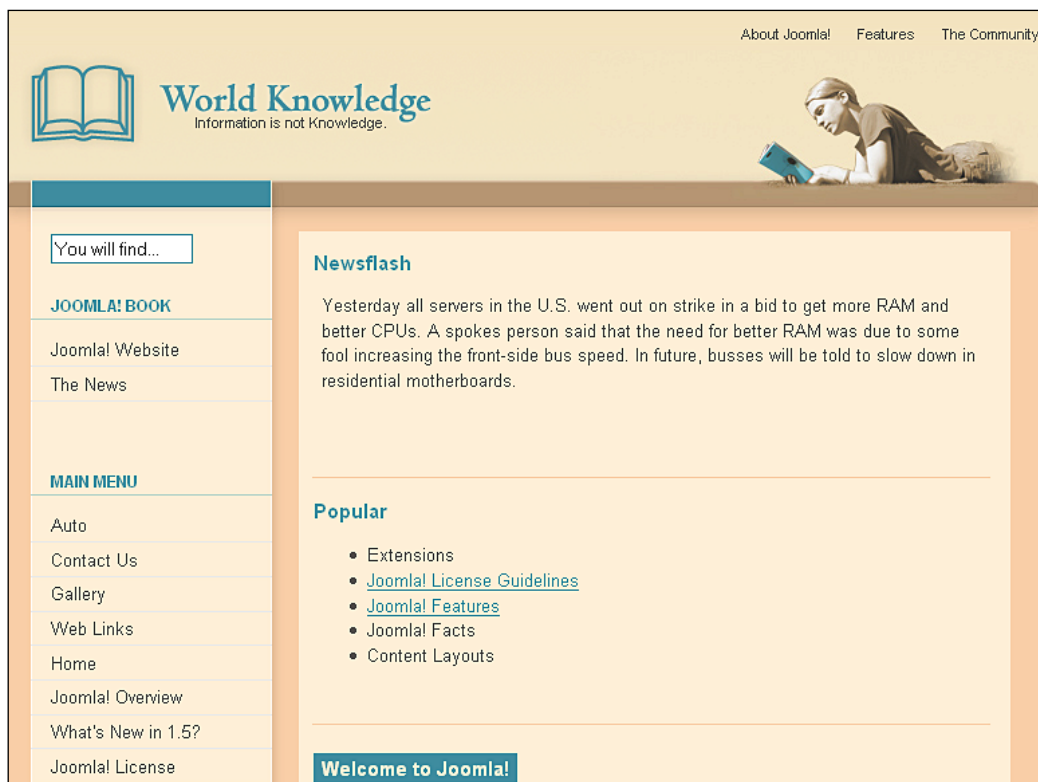 About Joomla! Features The Community
World Knowledge
Information is not Knowledge.
You will find...
JOOMLA! BOOK
Joomla! Website
The News
MAIN MENU
Auto
Contact Us
Gallery
Web Links
Home
Joomla! Overview
What's New in 1.5?
Joomla! License
Newsflash
Yesterday all servers in the U.S. went out on strike in a bid to get more RAM and
better CPUs. A spokes person said that the need for better RAM was due to some
fool increasing the front-side bus speed. In future, busses will be told to slow down in
residential motherboards.
Popular
Extensions
Joomla! License Guidelines
Joomla! Features
Joomla! Facts
Content Layouts
Welcome to Joomla!